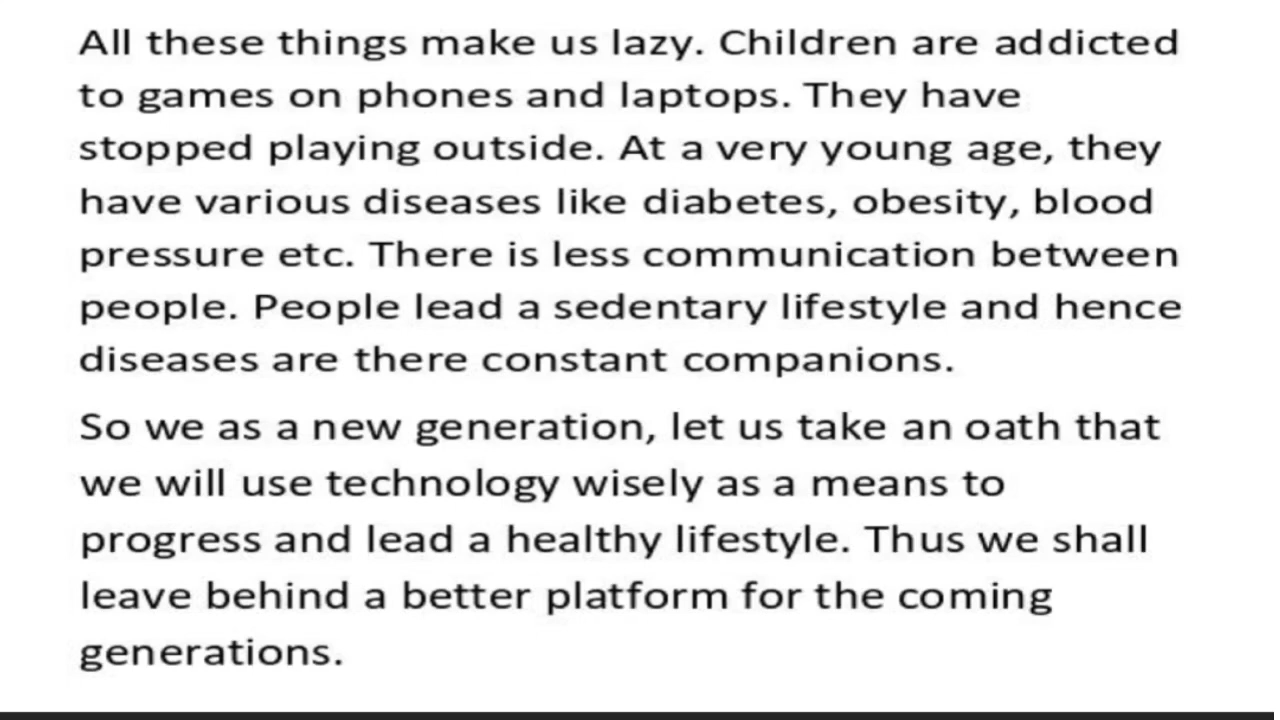 All these things make us lazy. Children are addicted
to games on phones and laptops. They have
stopped playing outside. At a very young age, they
have various diseases like diabetes, obesity, blood
pressure etc. There is less communication between
people. People lead a sedentary lifestyle and hence
diseases are there constant companions.
So we as a new generation, let us take an oath that
we will use technology wisely as a means to
progress and lead a healthy lifestyle. Thus we shall
leave behind a better platform for the coming
generations.